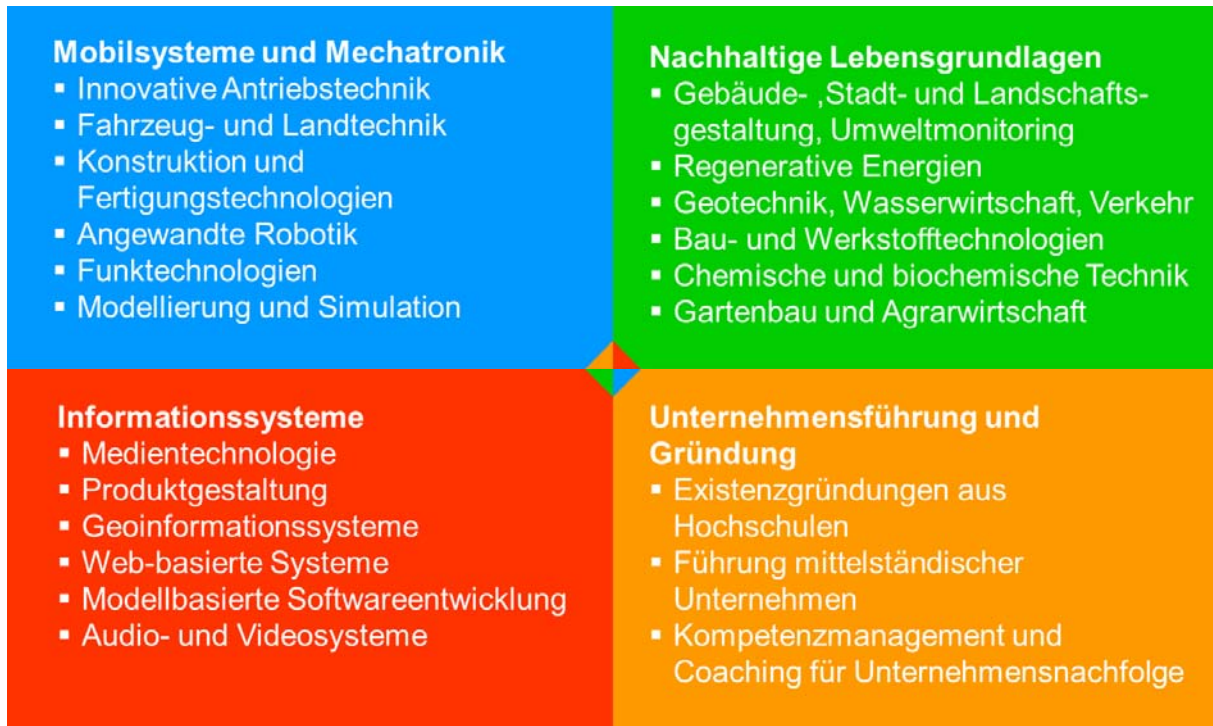 Mobilsysteme und Mechatronik
▪ Innovative Antriebstechnik
▪ Fahrzeug- und Landtechnik
▪ Konstruktion und
Fertigungstechnologien
▪ Angewandte Robotik
▪ Funktechnologien
▪ Modellierung und Simulation
Nachhaltige Lebensgrundlagen
▪ Gebäude- ,Stadt- und Landschafts-
gestaltung, Umweltmonitoring
▪ Regenerative Energien
▪ Geotechnik, Wasserwirtschaft, Verkehr
▪ Bau- und Werkstofftechnologien
▪ Chemische und biochemische Technik
▪ Gartenbau und Agrarwirtschaft
Informationssysteme
▪ Medientechnologie
▪ Produktgestaltung
▪ Geoinformationssysteme
▪ Web-basierte Systeme
▪ Modellbasierte Softwareentwicklung
▪ Audio- und Videosysteme
Unternehmensführung und
Gründung
▪ Existenzgründungen aus
Hochschulen
▪ Führung mittelständischer
Unternehmen
▪ Kompetenzmanagement und
Coaching für Unternehmensnachfolge